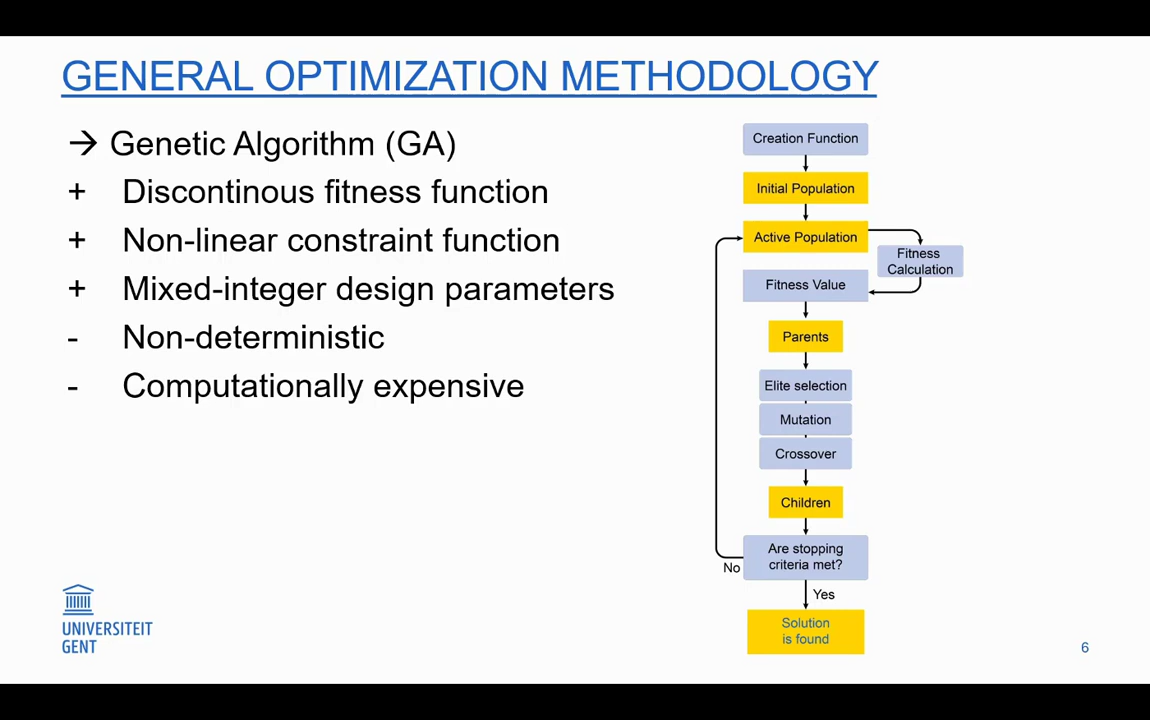 GENERAL OPTIMIZATION METHODOLOGY
→ Genetic Algorithm (GA)
+ Discontinous fitness function
+ Non-linear constraint function
+ Mixed-integer design parameters
- Non-deterministic
- Computationally expensive
Creation Function
Initial Population
Active Population
Fitness
Calculation
Fitness Value
Parents
Elite selection
Mutation
Crossover
Children
Are stopping
criteria met?
No
Yes
Solution
is found
UNIVERSITEIT
GENT
6